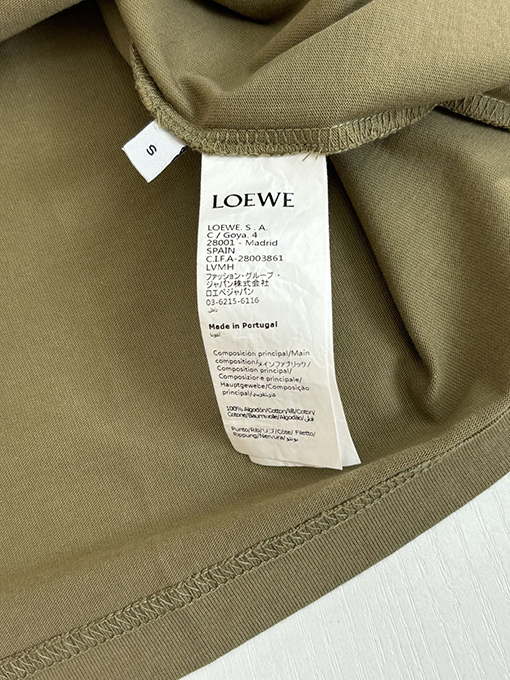 S
LOEWE
LOEWE. S . A.
C / Goya. 4
28001 - Madrid
SPAIN
C.I.F.A-28003861
LVMH
ファッション・グループ・
ジャパン株式会社
ロエベジャパン
03-6215-6116
Made in Portugal
Composición principal/Main
composition/メインファブリック/
Composition principal/
Composizione principale/
Hauptgewebe/Composição
principal/
100% Algodón/Cotton/綿/Coton/
Cotone/Baumwolle/Algodão/
Punto/Rib/リブ/Côte/ Filetto/
Rippung/Nervura/